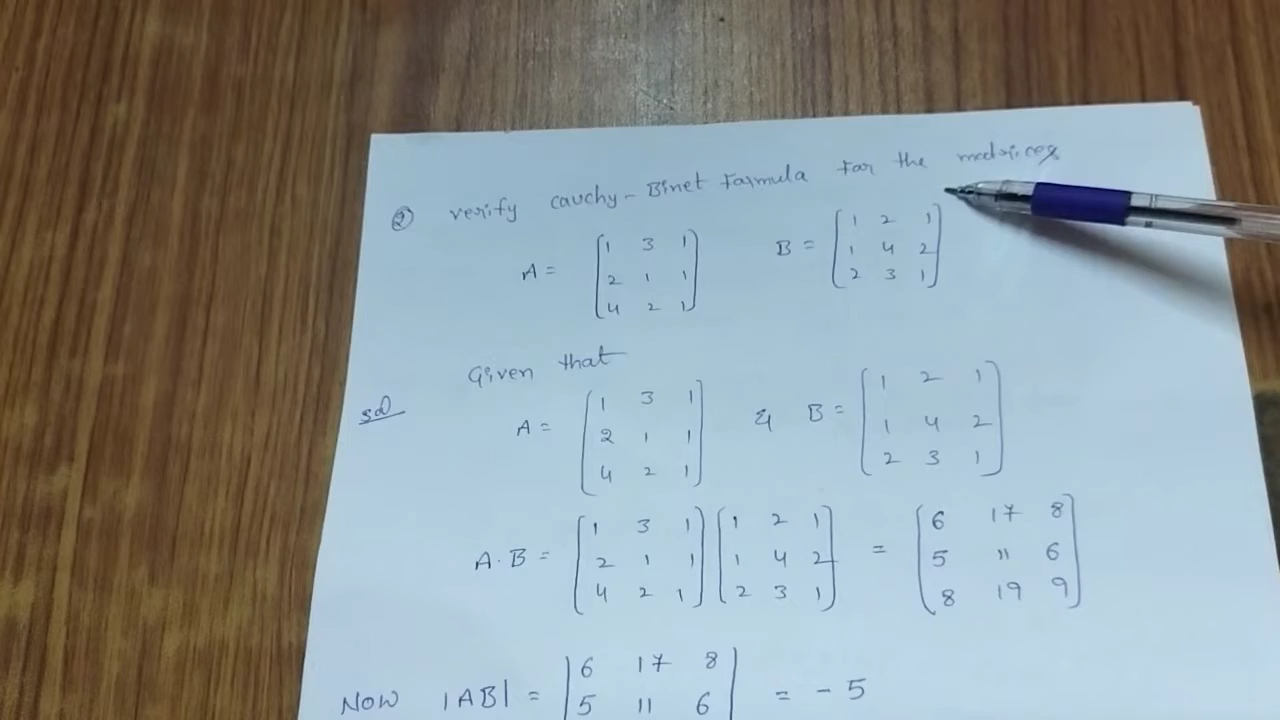 ② verify cauchy-Binet Formula For the matrices
A = [1 3 1; 2 1 1; 4 2 1] B = [1 2 1; 1 4 2; 2 3 1]
Given that
sol A = [1 3 1; 2 1 1; 4 2 1] & B = [1 2 1; 1 4 2; 2 3 1]
A.B = [1 3 1; 2 1 1; 4 2 1] [1 2 1; 1 4 2; 2 3 1] = [6 17 8; 5 11 6; 8 19 9]
Now |AB| = |6 17 8; 5 11 6| = -5